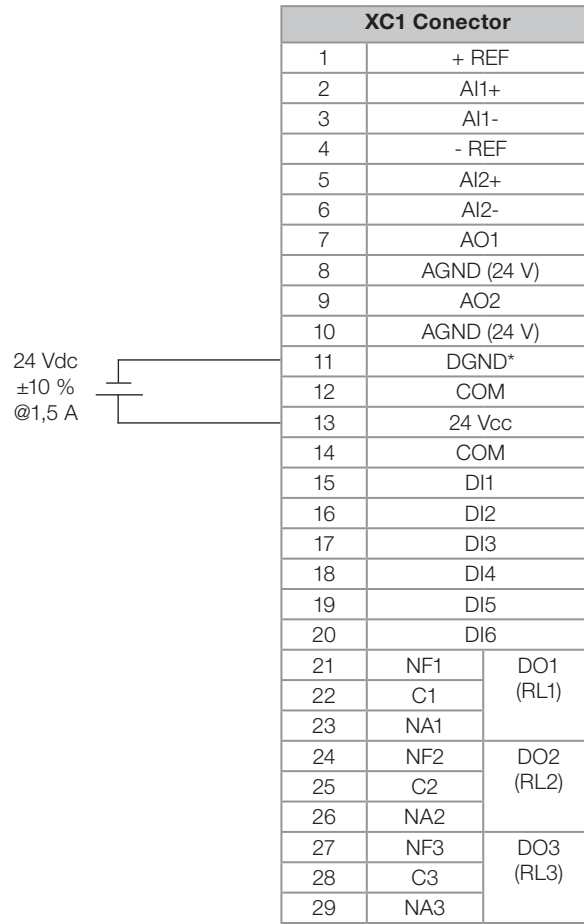 XC1 Conector
1 + REF
2 AI1+
3 AI1-
4 - REF
5 AI2+
6 AI2-
7 AO1
8 AGND (24 V)
9 AO2
10 AGND (24 V)
24 Vdc
±10 %
@1,5 A
11 DGND*
12 COM
13 24 Vcc
14 COM
15 DI1
16 DI2
17 DI3
18 DI4
19 DI5
20 DI6
21 NF1 DO1
22 C1 (RL1)
23 NA1
24 NF2 DO2
25 C2 (RL2)
26 NA2
27 NF3 DO3
28 C3 (RL3)
29 NA3